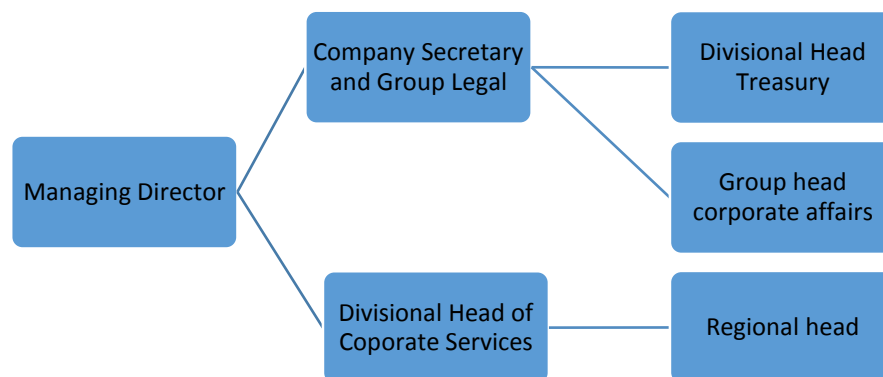 Company Secretary
and Group Legal
Divisional Head
Treasury
Managing Director
Group head
corporate affairs
Divisional Head of
Coporate Services
Regional head